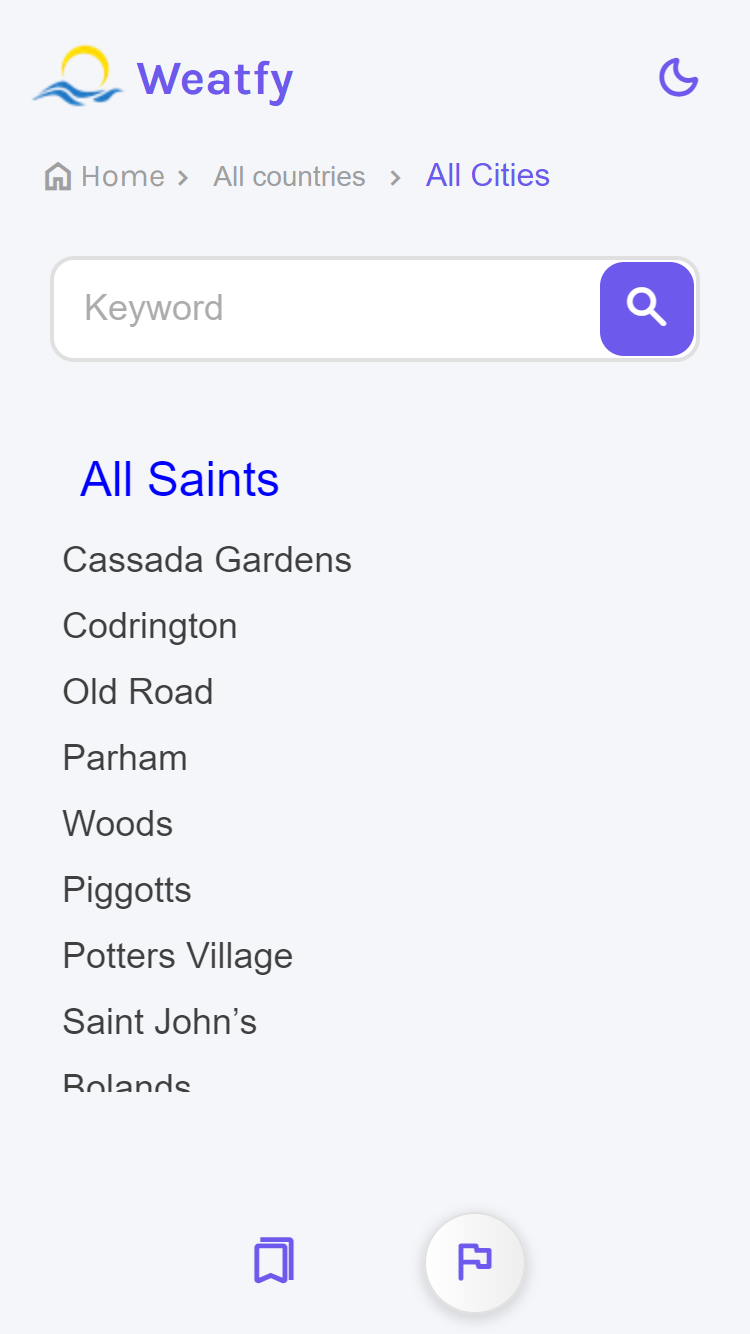 Weatfy
Home > All countries > All Cities
Keyword
All Saints
Cassada Gardens
Codrington
Old Road
Parham
Woods
Piggotts
Potters Village
Saint John’s
Bolands